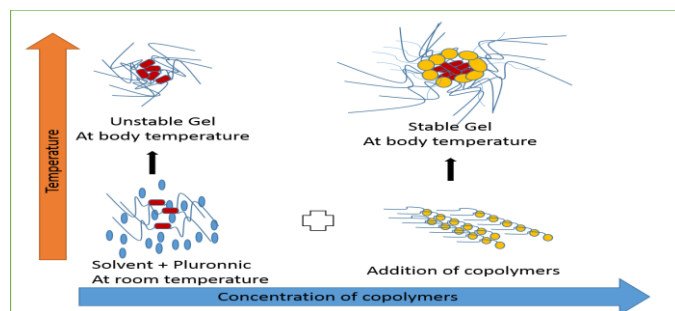 Temperature
Unstable Gel
At body temperature
Stable Gel
At body temperature
Solvent + Pluronnic
At room temperature
Addition of copolymers
Concentration of copolymers